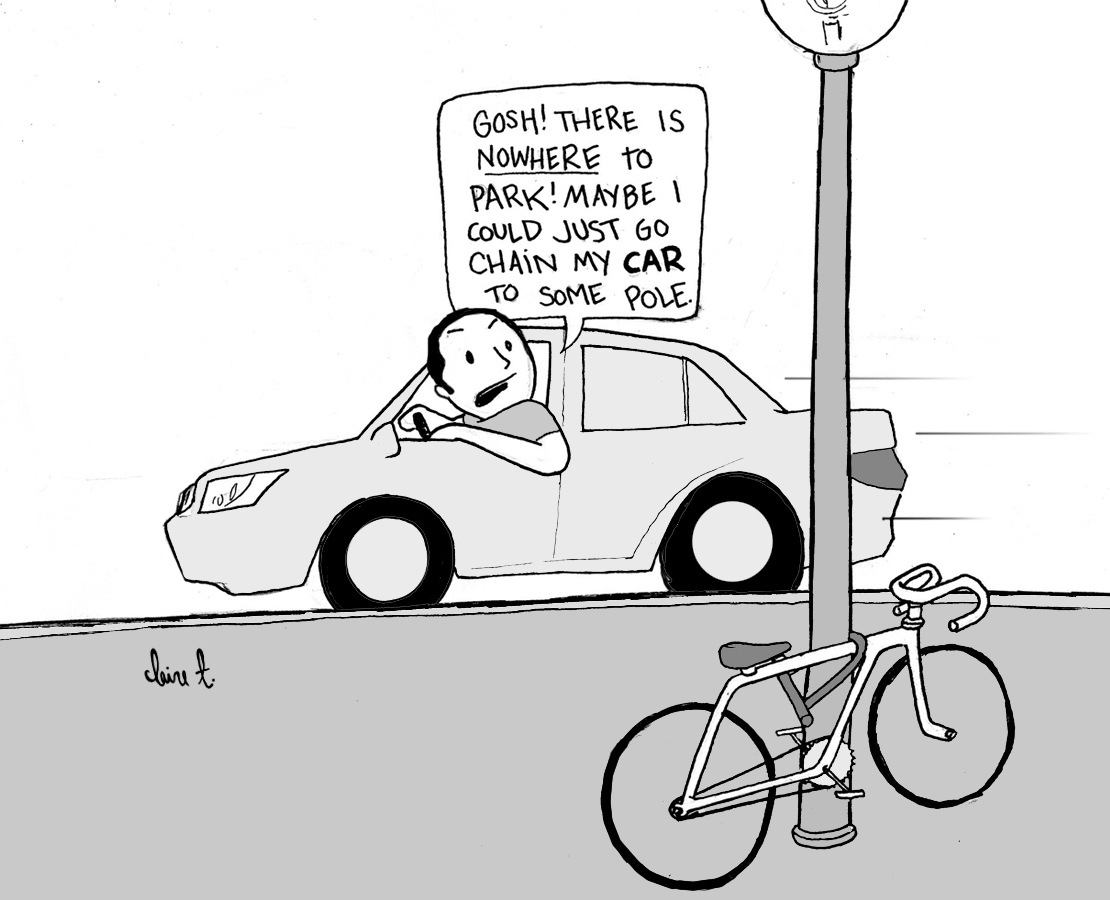 GOSH! THERE IS
NOWHERE TO
PARK! MAYBE I
COULD JUST GO
CHAIN MY CAR
TO SOME POLE.
claire t.